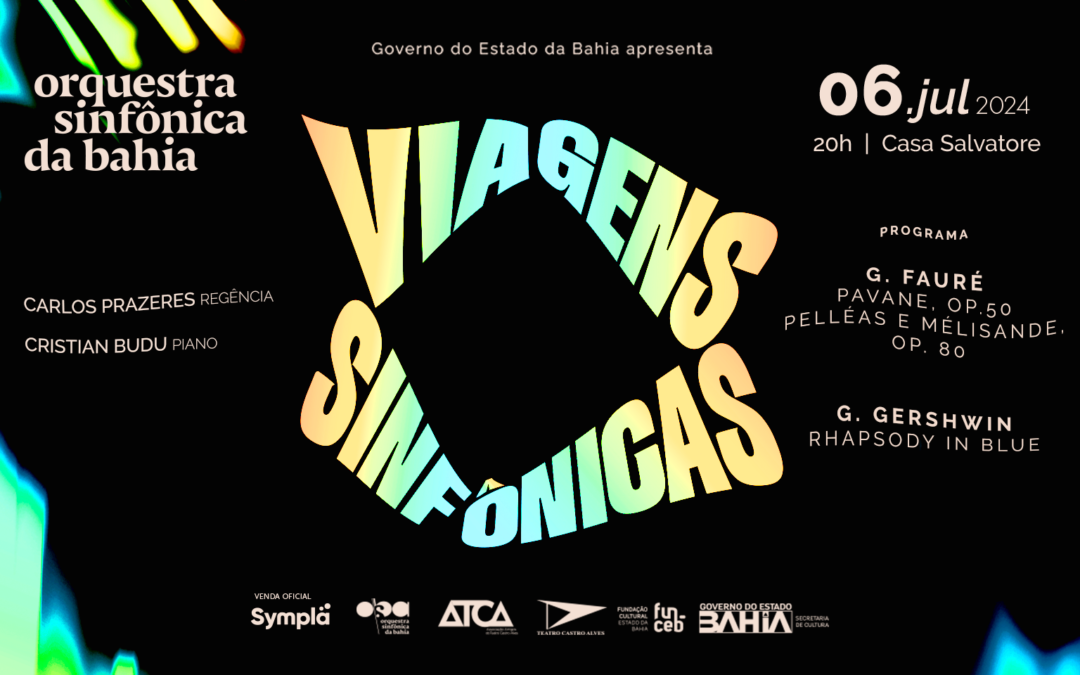 Governo do Estado da Bahia apresenta
orquestra
sinfônica
da bahia
06.jul 2024
20h | Casa Salvatore
VIAGENS
SINFÔNICAS
CARLOS PRAZERES REGÊNCIA
CRISTIAN BUDU PIANO
PROGRAMA
G. FAURÉ
PAVANE, OP.50
PELLÉAS E MÉLISANDE,
OP. 80
G. GERSHWIN
RHAPSODY IN BLUE
VENDA OFICIAL
Sympla
orquestra
sinfônica
da bahia
ATCA
TEATRO CASTRO ALVES
FUNDAÇÃO
CULTURAL
ESTADO DA
BAHIA
fun
ceb
GOVERNO DO ESTADO
BAHIA
SECRETARIA
DE CULTURA